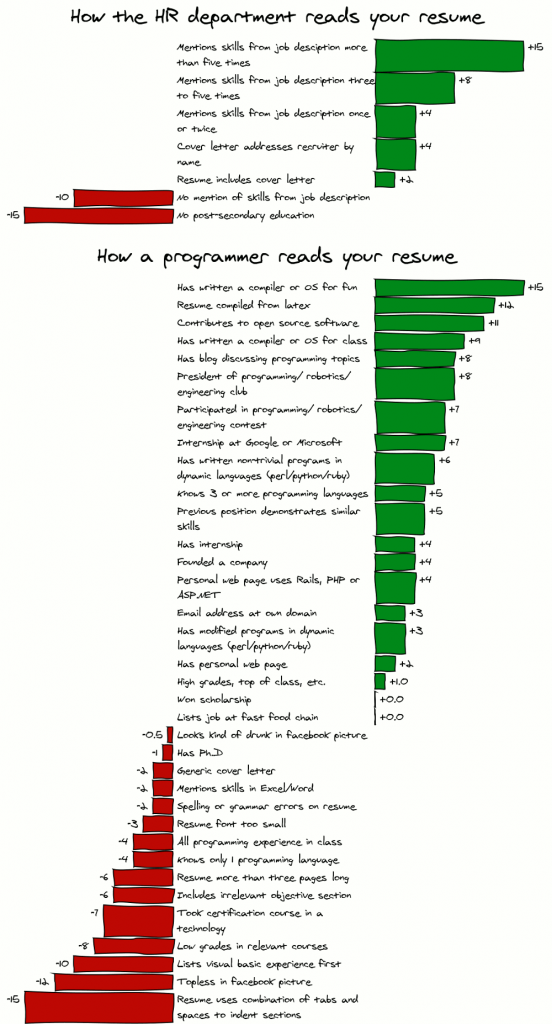 How the HR department reads your resume
Mentions skills from job desciption more
than five times
+15
Mentions skills from job description three
to five times
+8
Mentions skills from job description once
or twice
+4
Cover letter addresses recruiter by
name
+4
Resume includes cover letter
+2
-10
No mention of skills from job description
-15
No post-secondary education
How a programmer reads your resume
Has written a compiler or OS for fun
+15
Resume compiled from latex
+12
Contributes to open source software
+11
Has written a compiler or OS for class
+9
Has blog discussing programming topics
+8
President of programming/ robotics/
engineering club
+8
Participated in programming/ robotics/
engineering contest
+7
Internship at Google or Microsoft
+7
Has written non-trivial programs in
dynamic languages (perl/python/ruby)
+6
Knows 3 or more programming languages
+5
Previous position demonstrates similar
skills
+5
Has internship
+4
Founded a company
+4
Personal web page uses Rails, PHP or
ASP.NET
+4
Email address at own domain
+3
Has modified programs in dynamic
languages (perl/python/ruby)
+3
Has personal web page
+2
High grades, top of class, etc.
+1.0
Won scholarship
+0.0
Lists job at fast food chain
+0.0
-0.5
Looks kind of drunk in facebook picture
-1
Has Ph.D
-2
Generic cover letter
-2
Mentions skills in Excel/Word
-2
Spelling or grammar errors on resume
-3
Resume font too small
-4
All programming experience in class
-4
Knows only 1 programming language
-6
Resume more than three pages long
-6
Includes irrelevant objective section
-7
Took certification course in a
technology
-8
Low grades in relevant courses
-10
Lists visual basic experience first
-12
Topless in facebook picture
-15
Resume uses combination of tabs and
spaces to indent sections